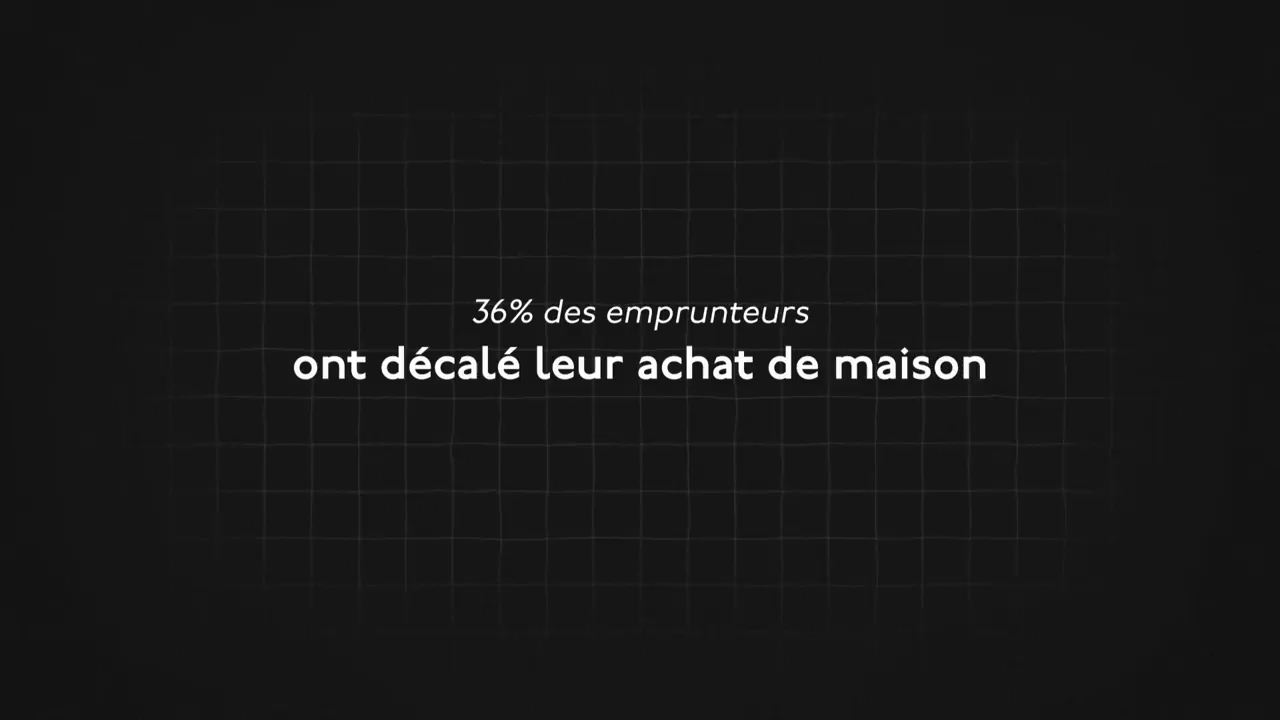 36% des emprunteurs
ont décalé leur achat de maison